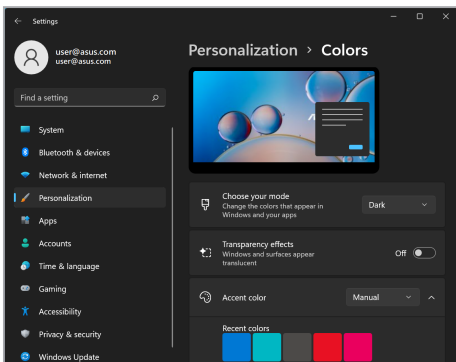 Settings
user@asus.com
user@asus.com
Find a setting
System
Bluetooth & devices
Network & internet
Personalization
Apps
Accounts
Time & language
Gaming
Accessibility
Privacy & security
Windows Update
Personalization > Colors
Choose your mode
Change the colors that appear in
Windows and your apps
Dark
Transparency effects
Windows and surfaces appear
translucent
Off
Accent color
Manual
Recent colors